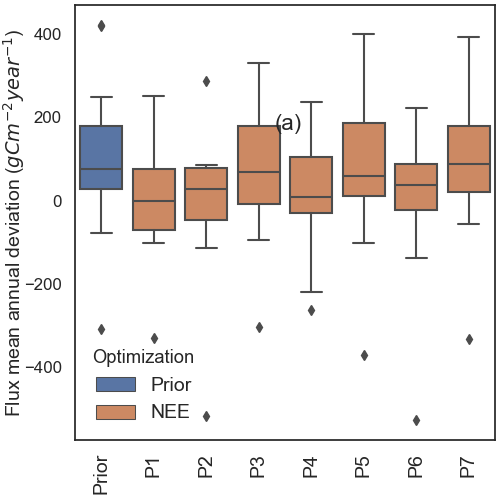 Flux mean annual deviation (gCm⁻²year⁻¹)
400
200
0
−200
−400
(a)
Optimization
Prior
NEE
Prior
P1
P2
P3
P4
P5
P6
P7